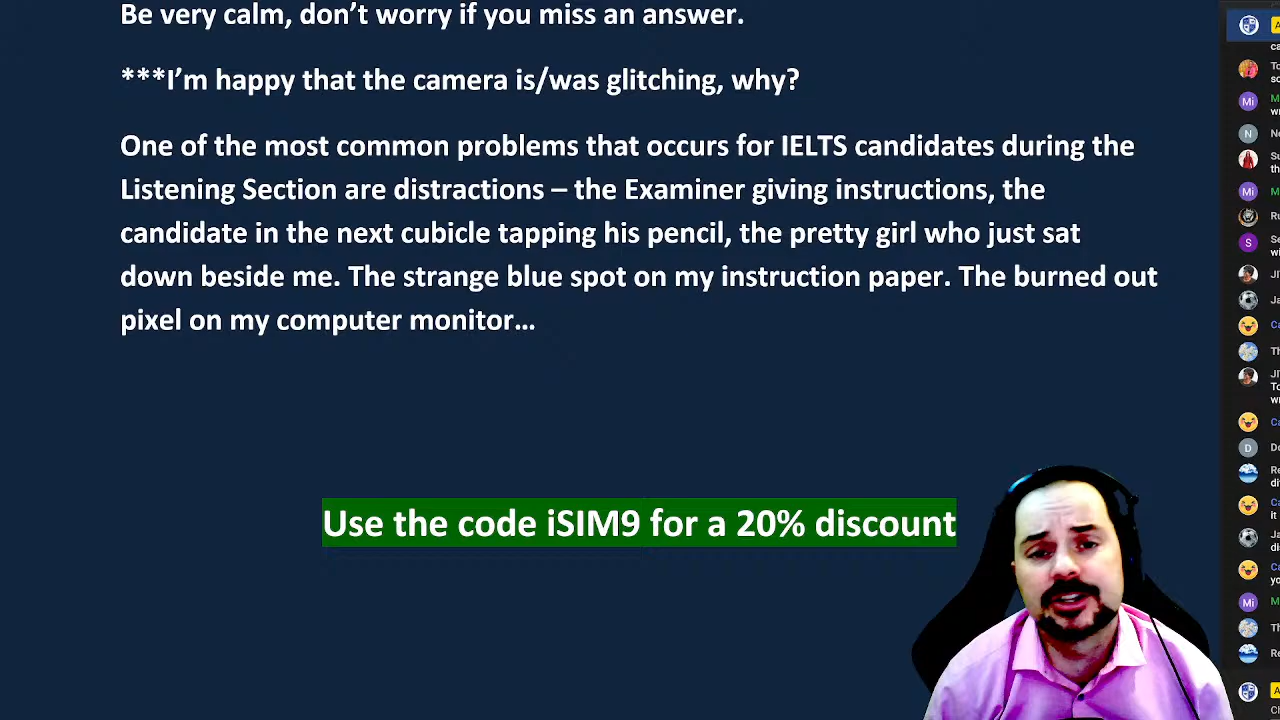 Be very calm, don’t worry if you miss an answer.
***I’m happy that the camera is/was glitching, why?
One of the most common problems that occurs for IELTS candidates during the
Listening Section are distractions – the Examiner giving instructions, the
candidate in the next cubicle tapping his pencil, the pretty girl who just sat
down beside me. The strange blue spot on my instruction paper. The burned out
pixel on my computer monitor…
Use the code iSIM9 for a 20% discount